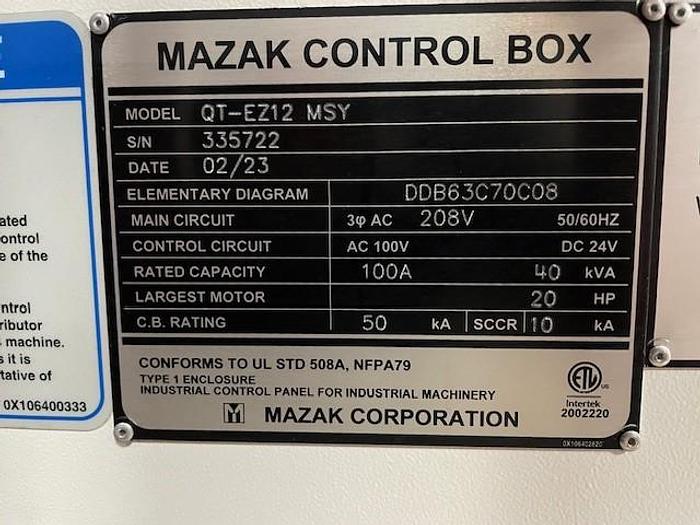 MAZAK CONTROL BOX
MODEL QT-EZ12 MSY
S/N 335722
DATE 02/23
ELEMENTARY DIAGRAM DDB63C70C08
MAIN CIRCUIT 3φ AC 208V 50/60HZ
CONTROL CIRCUIT AC 100V DC 24V
RATED CAPACITY 100A 40 kVA
LARGEST MOTOR 20 HP
C.B. RATING 50 kA SCCR 10 kA
CONFORMS TO UL STD 508A, NFPA79
TYPE 1 ENCLOSURE
INDUSTRIAL CONTROL PANEL FOR INDUSTRIAL MACHINERY
MAZAK CORPORATION
ETL
US
Intertek
2002220
0X106402620
E
ated
ontrol
e of the
ntrol
ributor
machine.
s it is
tative of
0X106400333